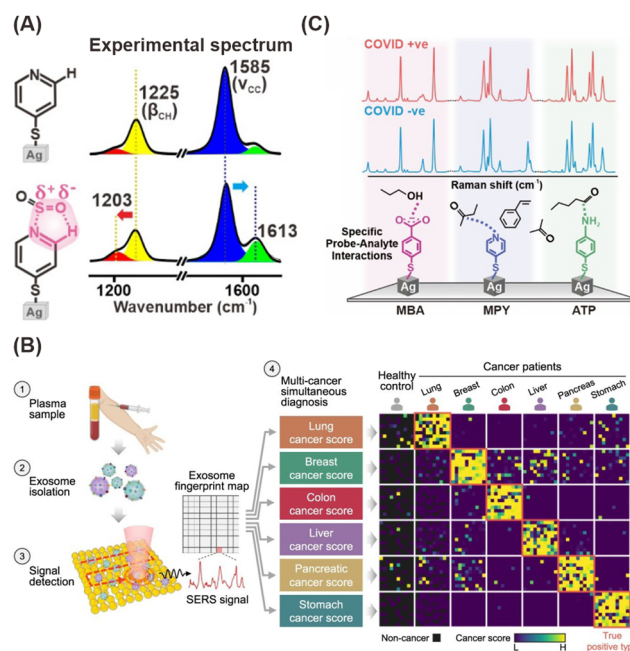 (A)
Experimental spectrum
N
H
S
Ag
1225
(βCH)
1585
(νCC)
δ+ δ-
O
S
O
N
H
S
Ag
1203
1613
1200
1600
Wavenumber (cm-1)
(C)
COVID +ve
COVID -ve
Raman shift (cm-1)
OH
O
O
NH2
Specific
Probe-Analyte
Interactions
N
S
S
S
Ag
Ag
Ag
MBA
MPY
ATP
(B)
1
Plasma
sample
2
Exosome
isolation
3
Signal
detection
Exosome
fingerprint map
SERS signal
4
Multi-cancer
simultaneous
diagnosis
Lung
cancer score
Breast
cancer score
Colon
cancer score
Liver
cancer score
Pancreatic
cancer score
Stomach
cancer score
Cancer patients
Healthy
control
Lung
Breast
Colon
Liver
Pancreas
Stomach
Non-cancer
Cancer score
L
H
True
positive typ